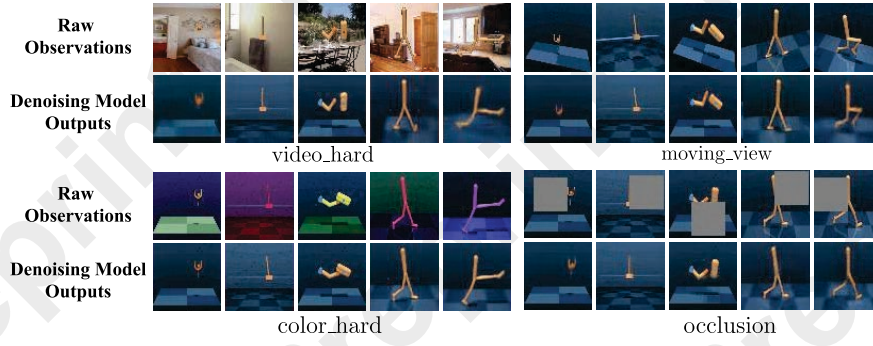 Raw
Observations
Denoising Model
Outputs
video_hard
moving_view
Raw
Observations
Denoising Model
Outputs
color_hard
occlusion